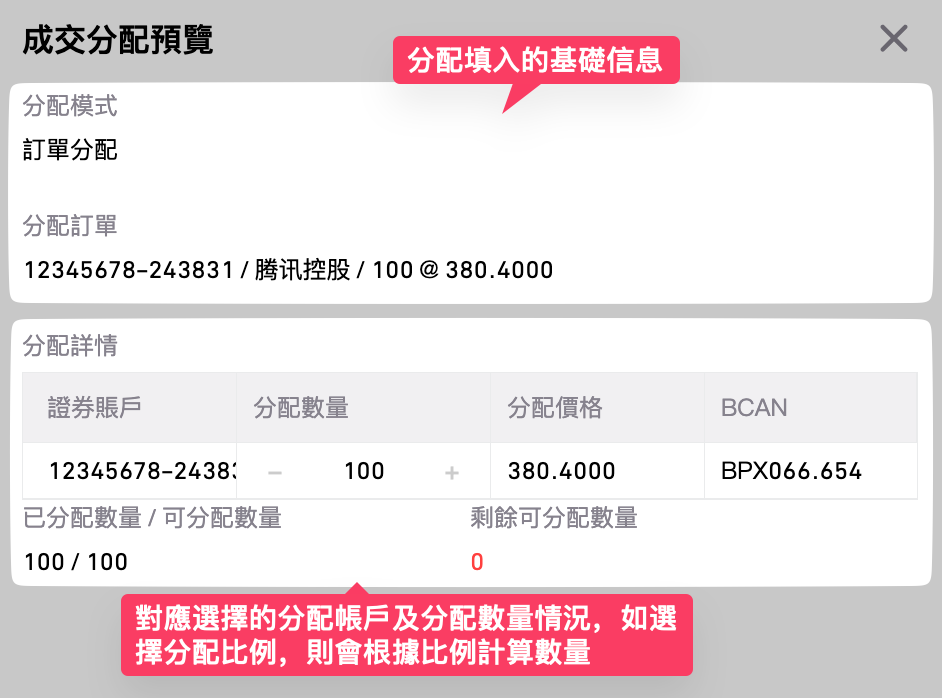 成交分配預覽
分配填入的基礎信息
分配模式
訂單分配
分配訂單
12345678-243831 / 腾讯控股 / 100 @ 380.4000
分配詳情
證券賬戶 分配數量 分配價格 BCAN
12345678-24383 − 100 + 380.4000 BPX066.654
已分配數量 / 可分配數量 剩餘可分配數量
100 / 100 0
對應選擇的分配帳戶及分配數量情況，如選
擇分配比例，則會根據比例計算數量